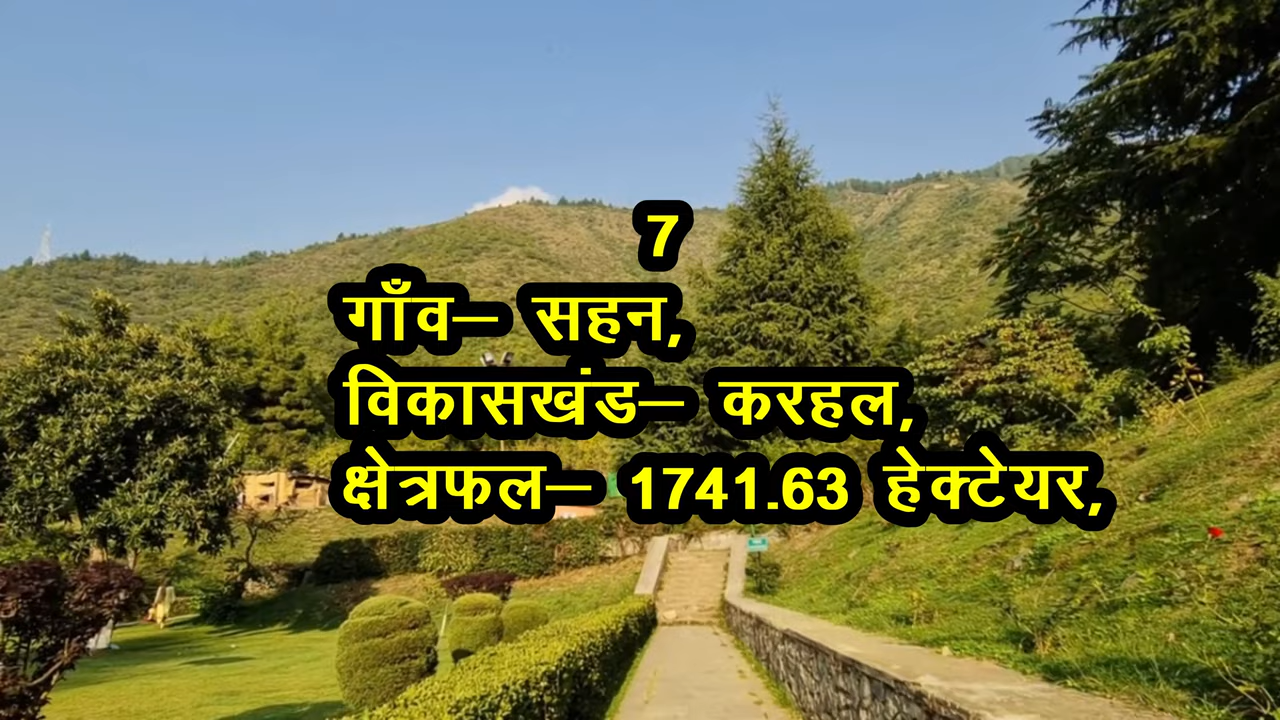 7
गाँव– सहन,
विकासखंड– करहल,
क्षेत्रफल– 1741.63 हेक्टेयर,